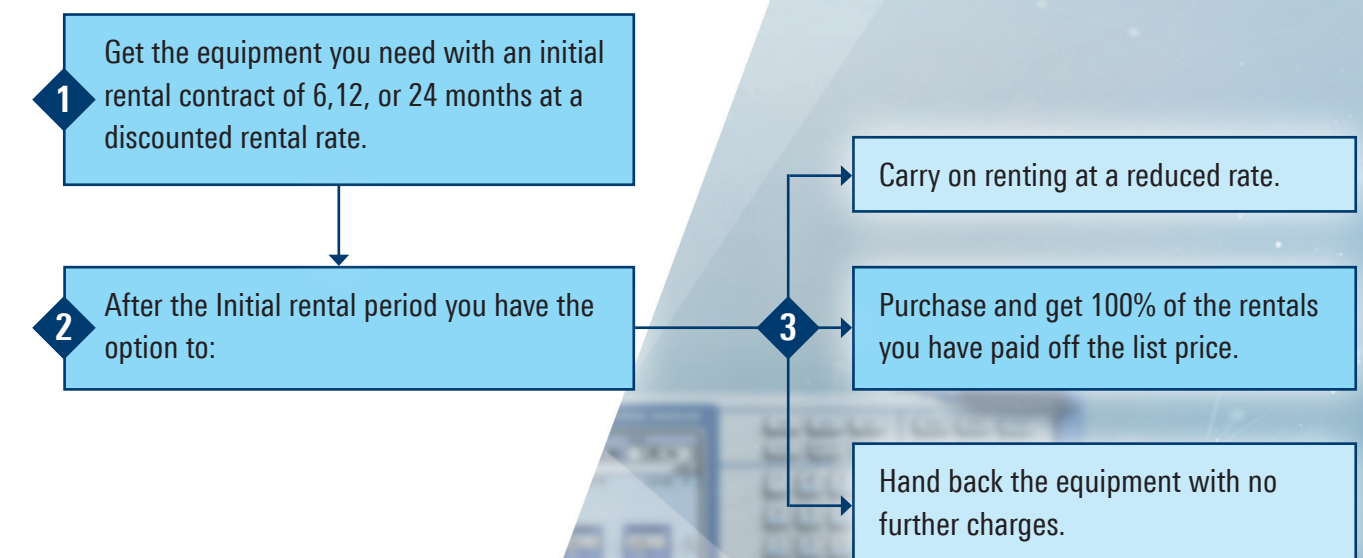 1
Get the equipment you need with an initial
rental contract of 6,12, or 24 months at a
discounted rental rate.
2
After the Initial rental period you have the
option to:
3
Carry on renting at a reduced rate.
Purchase and get 100% of the rentals
you have paid off the list price.
Hand back the equipment with no
further charges.